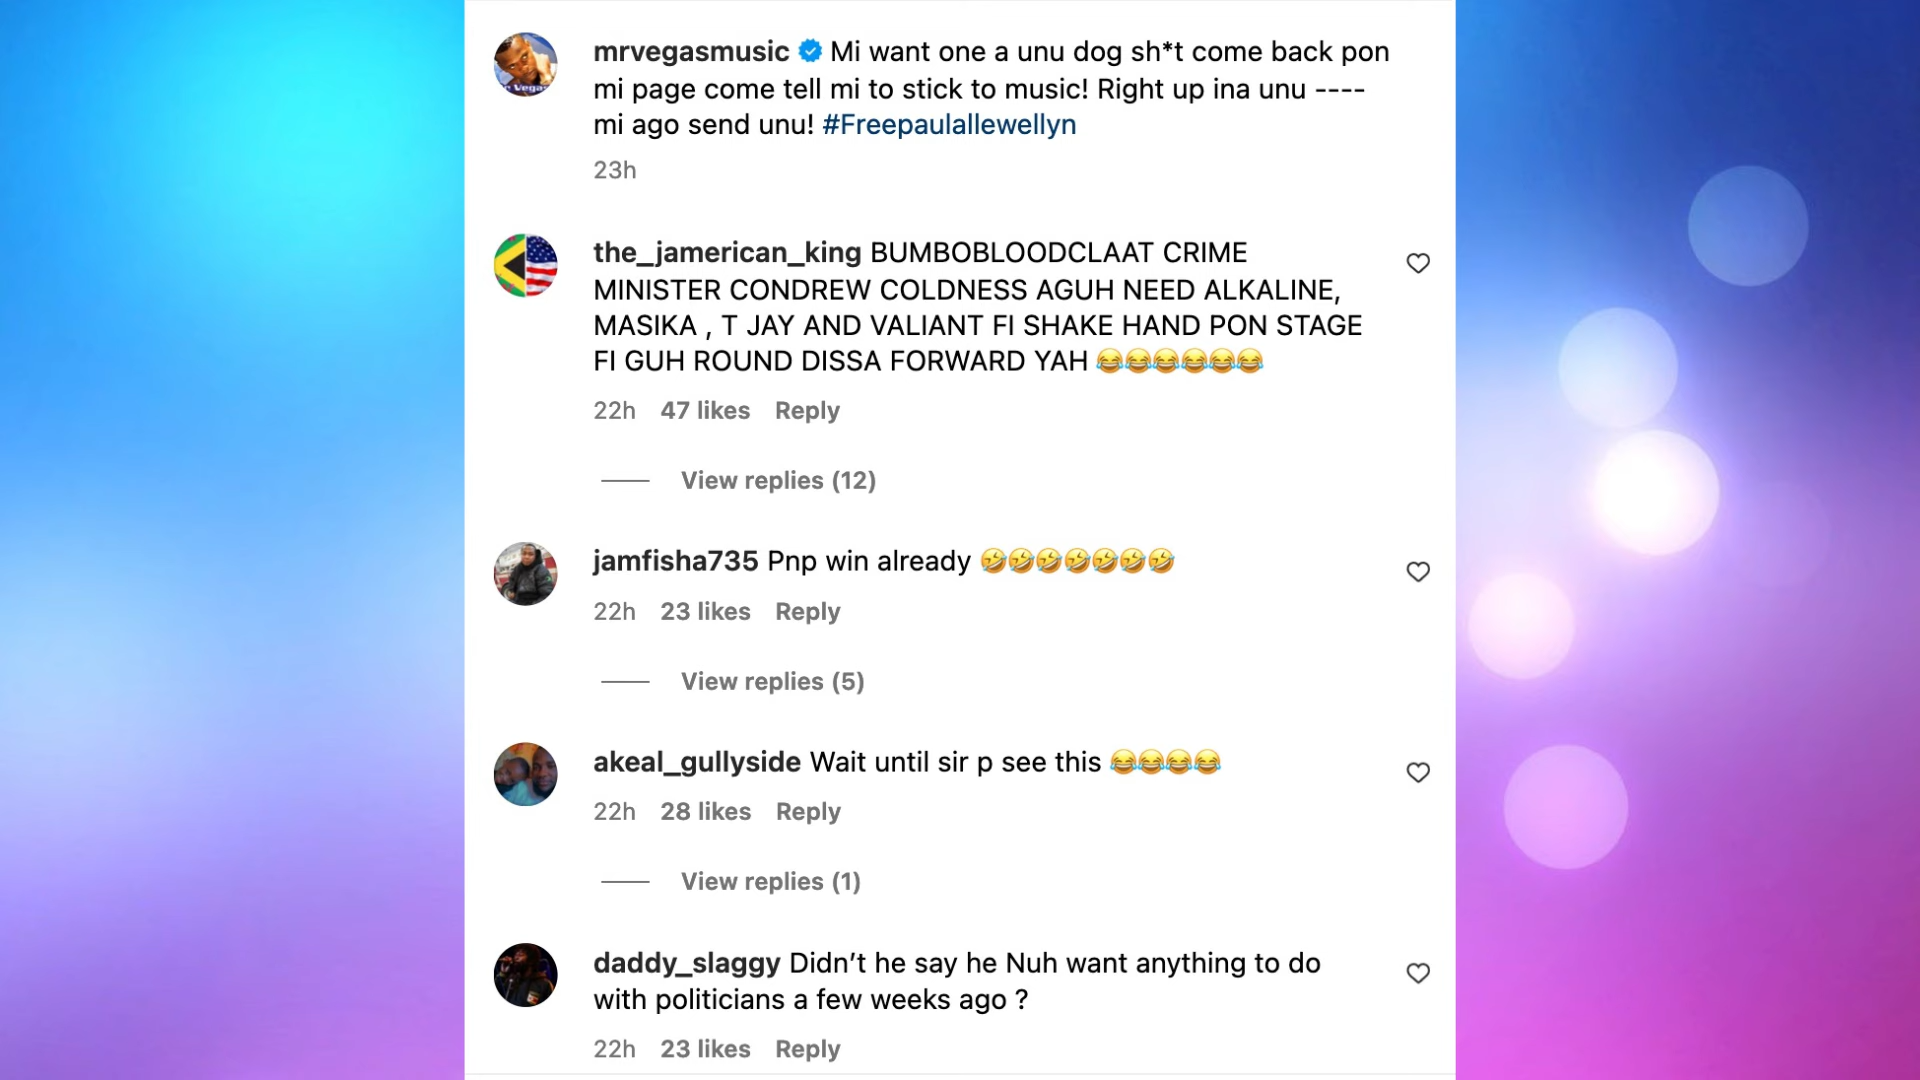 mrvegasmusic Mi want one a unu dog sh*t come back pon
mi page come tell mi to stick to music! Right up ina unu ----
mi ago send unu! #Freepaulallewellyn
23h
the_jamerican_king BUMBOBLOODCLAAT CRIME
MINISTER CONDREW COLDNESS AGUH NEED ALKALINE,
MASIKA , T JAY AND VALIANT FI SHAKE HAND PON STAGE
FI GUH ROUND DISSA FORWARD YAH 😂😂😂😂😂😂
22h 47 likes Reply
View replies (12)
jamfisha735 Pnp win already 🤣🤣🤣🤣🤣🤣🤣
22h 23 likes Reply
View replies (5)
akeal_gullyside Wait until sir p see this 😂😂😂😂
22h 28 likes Reply
View replies (1)
daddy_slaggy Didn’t he say he Nuh want anything to do
with politicians a few weeks ago ?
22h 23 likes Reply